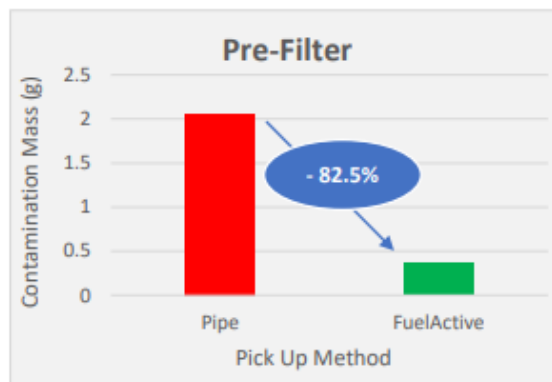 Pre-Filter
Contamination Mass (g)
2.5
2
1.5
1
0.5
0
- 82.5%
Pipe
FuelActive
Pick Up Method